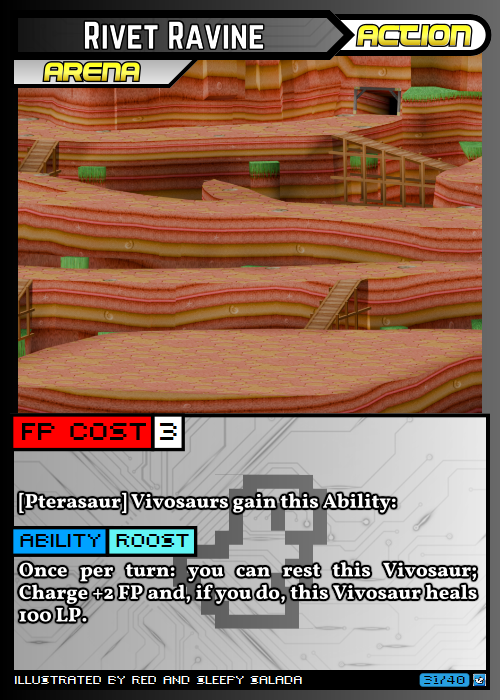 RIVET RAVINE
ACTION
ARENA
FP COST 3
[Pterasaur] Vivosaurs gain this Ability:
ABILITY ROOST
Once per turn: you can rest this Vivosaur;
Charge +2 FP and, if you do, this Vivosaur heals
100 LP.
ILLUSTRATED BY RED AND SLEEPY SALADA
31/40